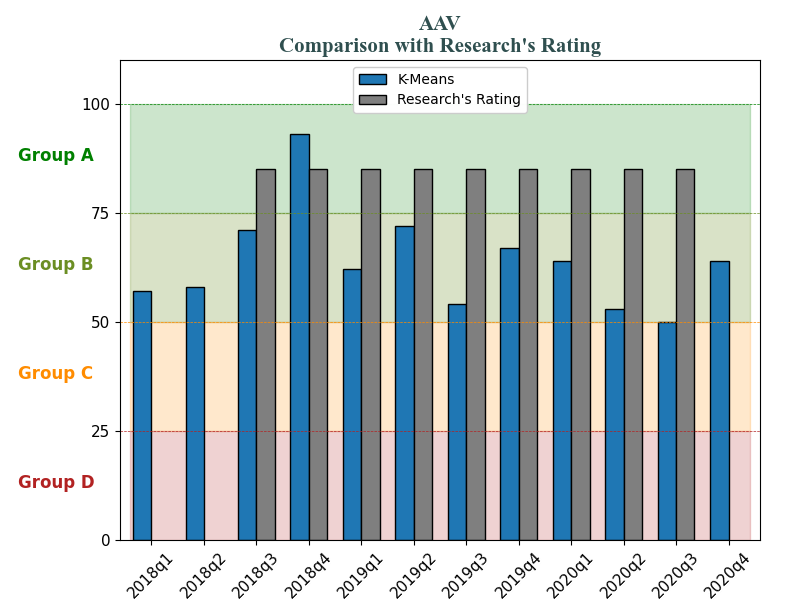 AAV
Comparison with Research's Rating
K-Means
Research's Rating
100
Group A
75
Group B
50
Group C
25
Group D
0
2018q1
2018q2
2018q3
2018q4
2019q1
2019q2
2019q3
2019q4
2020q1
2020q2
2020q3
2020q4